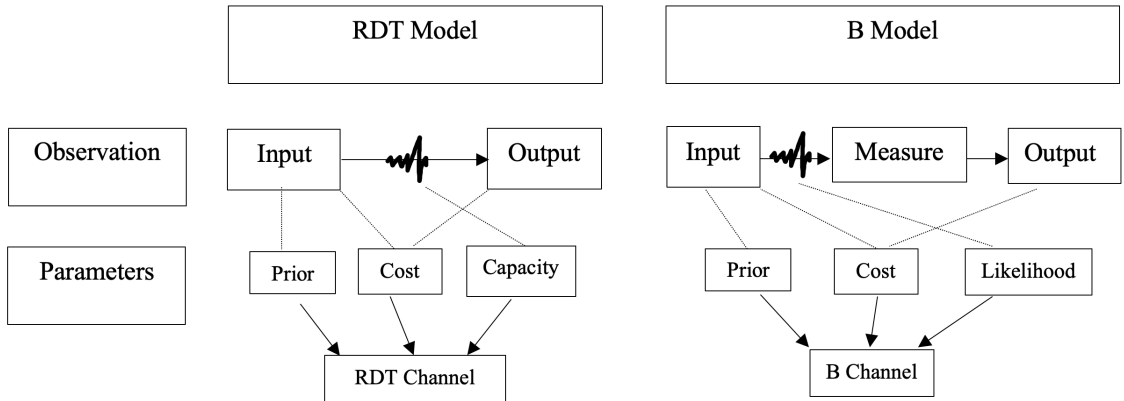 RDT Model
B Model
Observation
Input
Output
Input
Measure
Output
Parameters
Prior
Cost
Capacity
Prior
Cost
Likelihood
RDT Channel
B Channel